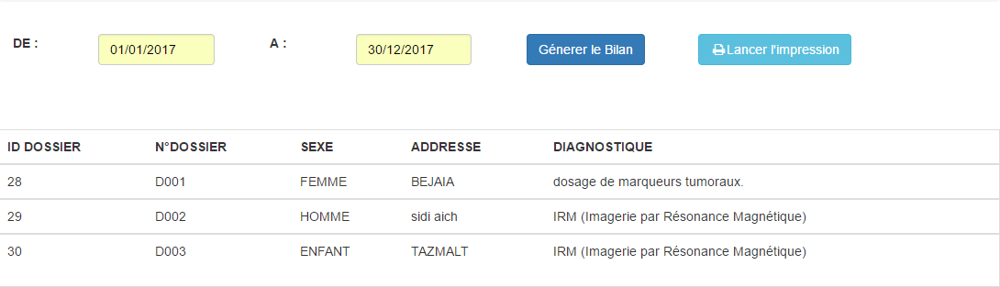 DE : 01/01/2017 A : 30/12/2017 Génerer le Bilan Lancer l'impression
ID DOSSIER N°DOSSIER SEXE ADDRESSE DIAGNOSTIQUE
28 D001 FEMME BEJAIA dosage de marqueurs tumoraux.
29 D002 HOMME sidi aich IRM (Imagerie par Résonance Magnétique)
30 D003 ENFANT TAZMALT IRM (Imagerie par Résonance Magnétique)